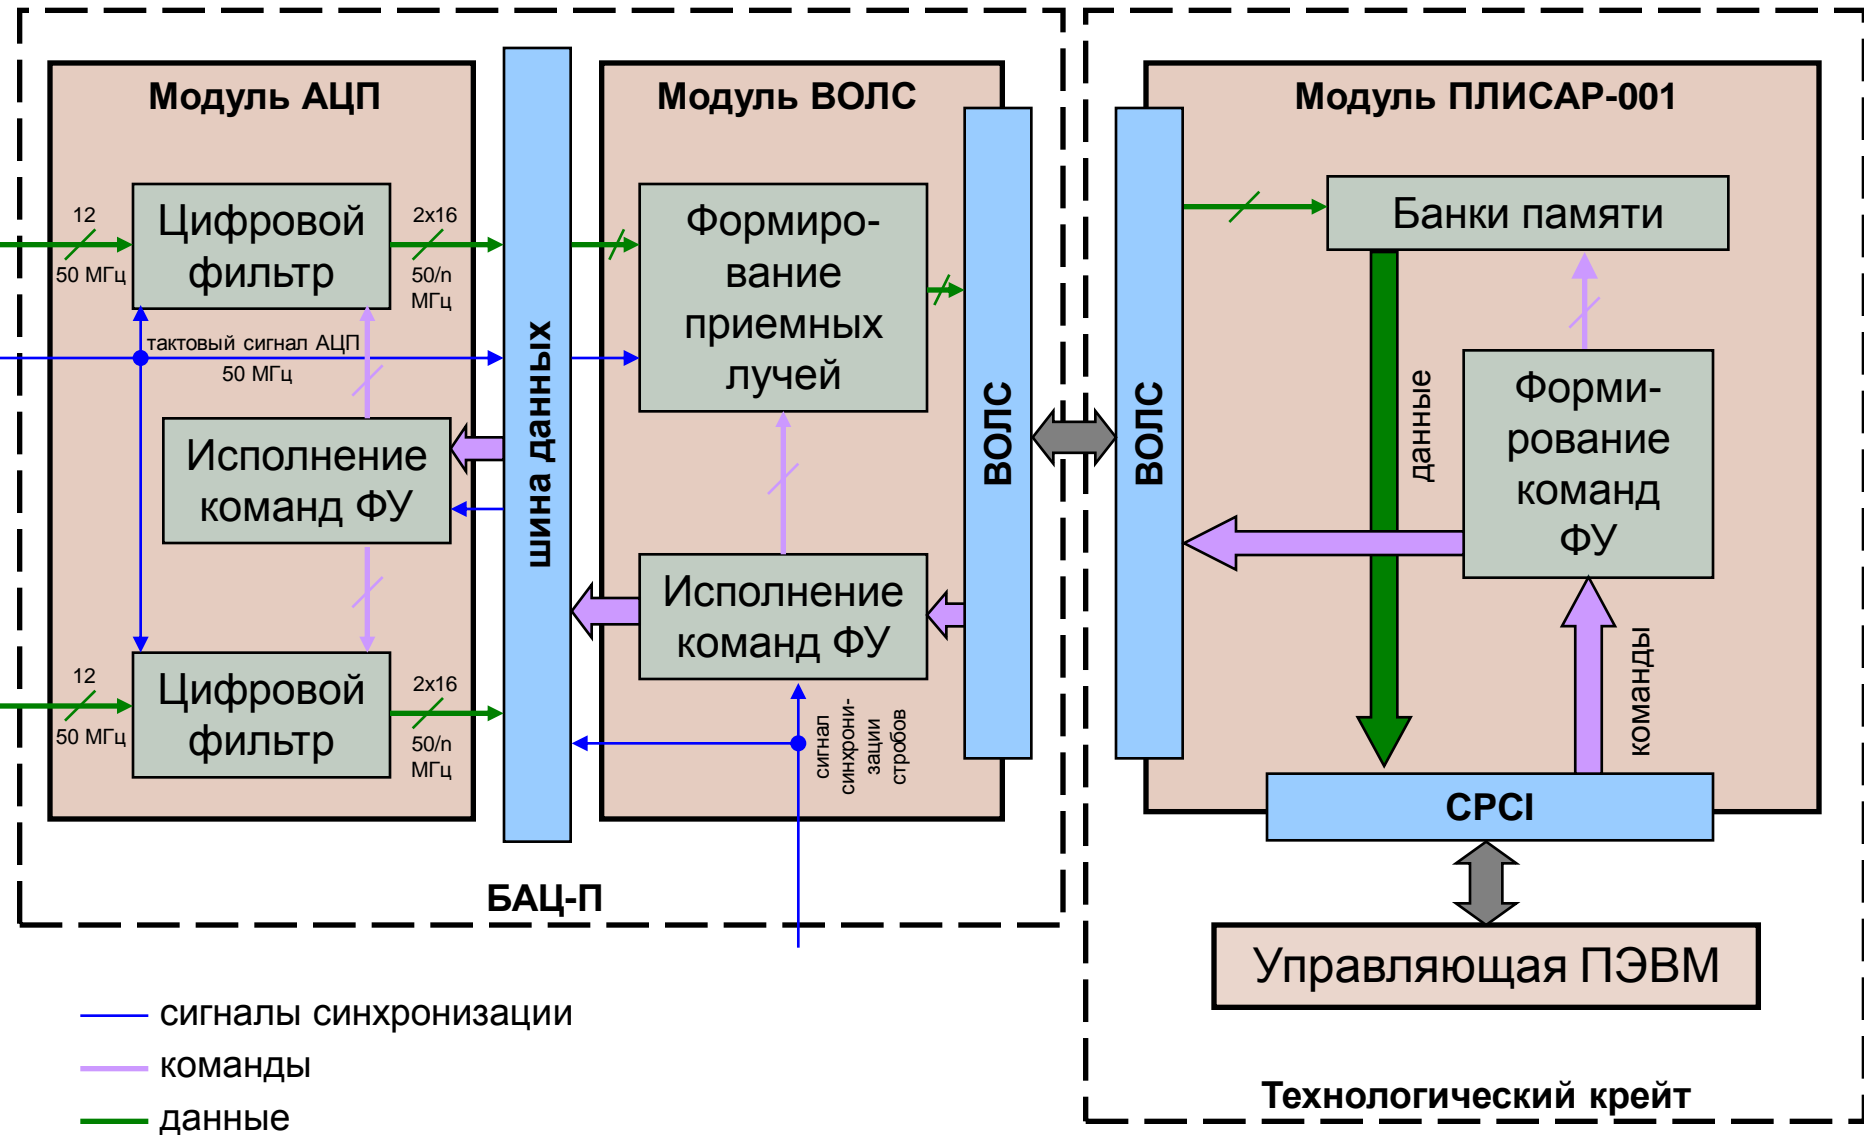 Модуль АЦП
12
50 МГц
Цифровой
фильтр
2x16
50/n
МГц
тактовый сигнал АЦП
50 МГц
Исполнение
команд ФУ
12
50 МГц
Цифровой
фильтр
2x16
50/n
МГц
шина данных
Модуль ВОЛС
Формиро-
вание
приемных
лучей
Исполнение
команд ФУ
сигнал
синхрони-
зации
стробов
ВОЛС
БАЦ-П
Модуль ПЛИСАР-001
ВОЛС
Банки памяти
данные
Форми-
рование
команд
ФУ
команды
CPCI
Управляющая ПЭВМ
Технологический крейт
сигналы синхронизации
команды
данные